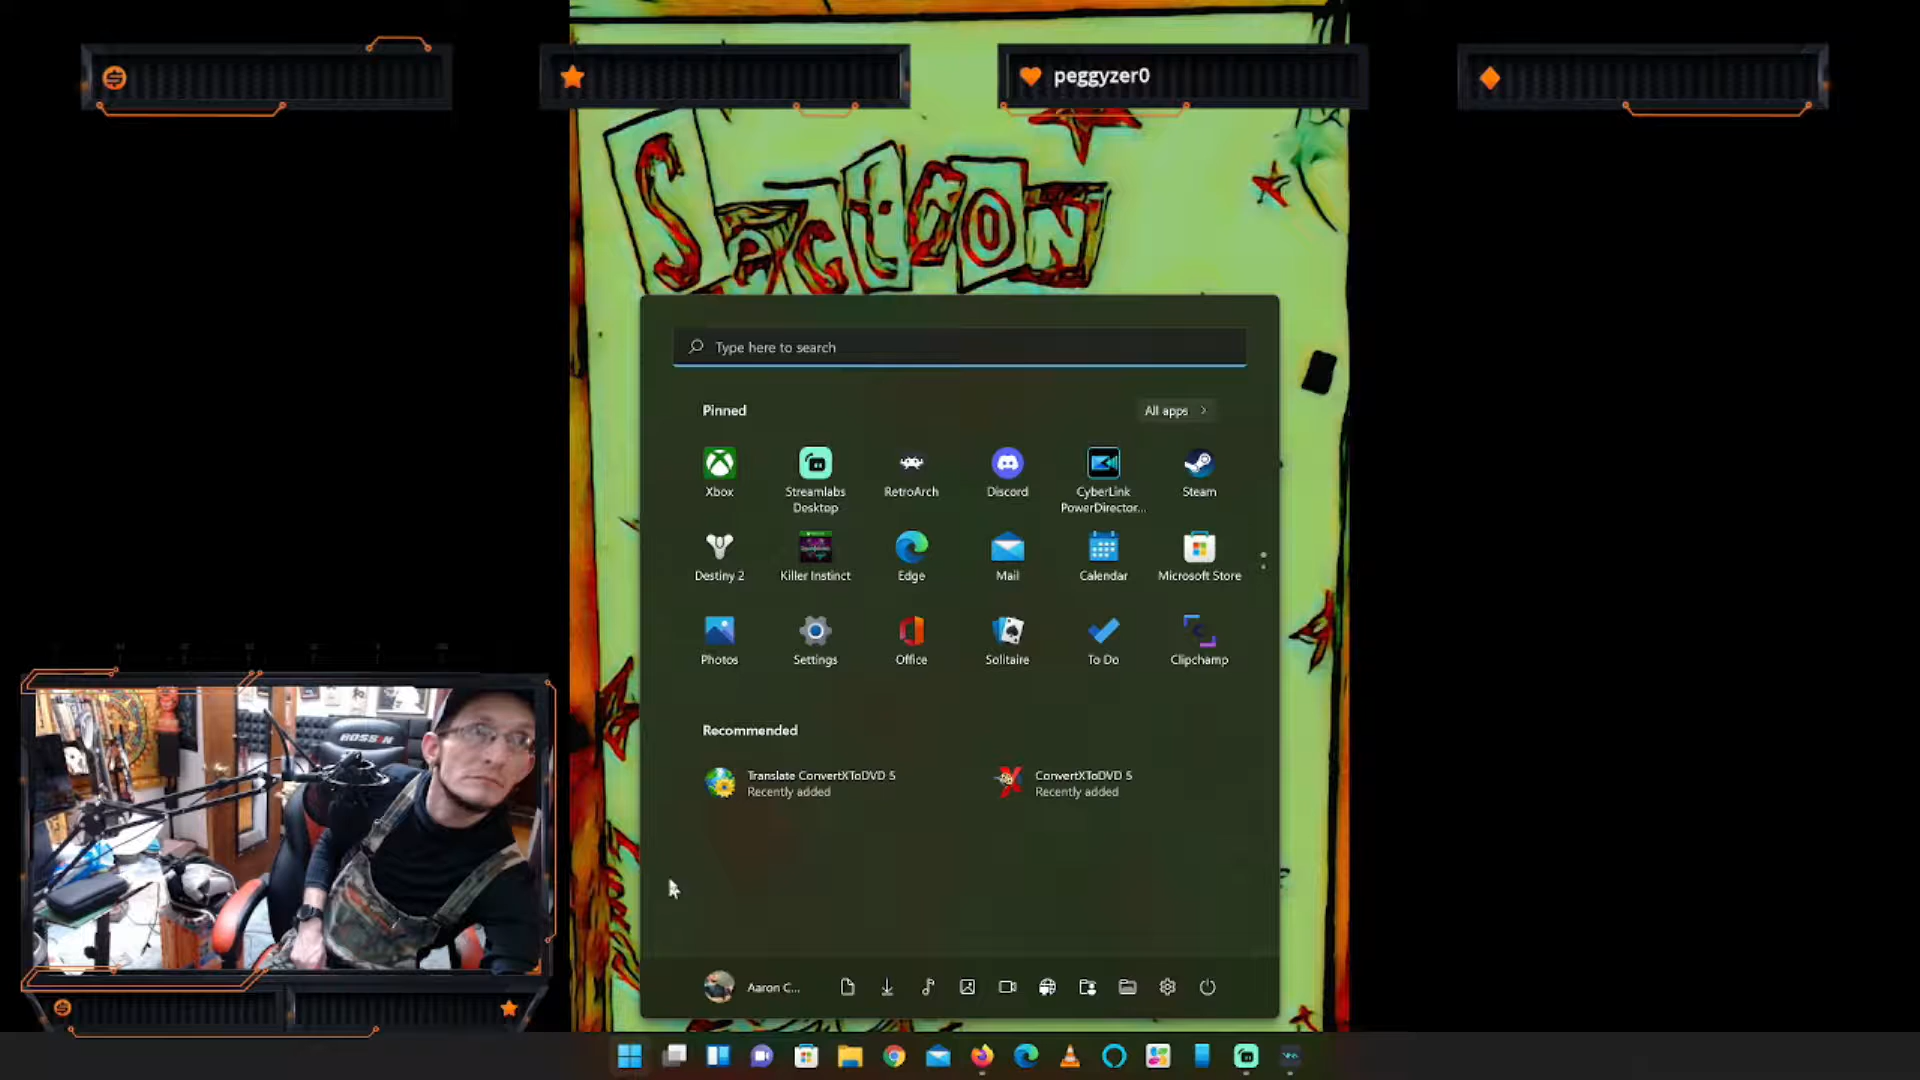 peggyzer0
Sactron
Type here to search
Pinned
All apps
Xbox
Streamlabs Desktop
RetroArch
Discord
CyberLink PowerDirector...
Steam
Destiny 2
Killer Instinct
Edge
Mail
Calendar
Microsoft Store
Photos
Settings
Office
Solitaire
To Do
Clipchamp
Recommended
Translate ConvertXToDVD 5
Recently added
ConvertXToDVD 5
Recently added
BOSSIN
Aaron C...